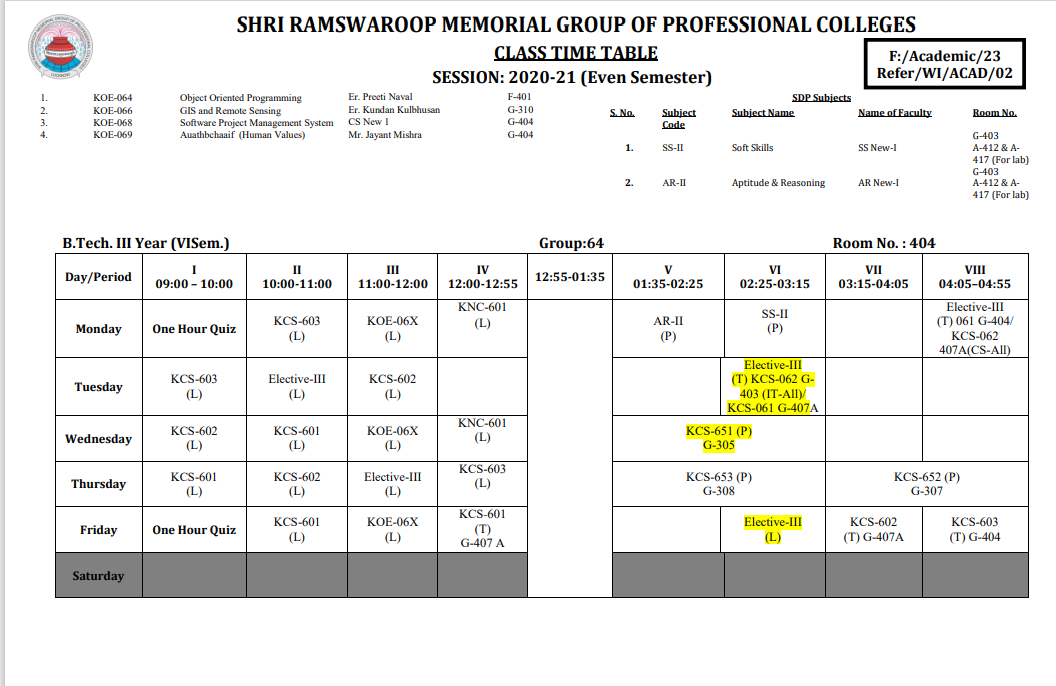 SHRI RAMSWAROOP MEMORIAL GROUP OF PROFESSIONAL COLLEGES
CLASS TIME TABLE
SESSION: 2020-21 (Even Semester)
F:/Academic/23
Refer/WI/ACAD/02
1. KOE-064 Object Oriented Programming Er. Preeti Naval F-401
2. KOE-066 GIS and Remote Sensing Er. Kundan Kulbhusan G-310
3. KOE-068 Software Project Management System CS New 1 G-404
4. KOE-069 Auathbchaaif (Human Values) Mr. Jayant Mishra G-404
SDP Subjects
S. No. Subject Code Subject Name Name of Faculty Room No.
1. SS-II Soft Skills SS New-I G-403 A-412 & A-417 (For lab)
2. AR-II Aptitude & Reasoning AR New-I G-403 A-412 & A-417 (For lab)
B.Tech. III Year (VISem.) Group:64 Room No. : 404
Day/Period I 09:00 – 10:00 II 10:00-11:00 III 11:00-12:00 IV 12:00-12:55 12:55-01:35 V 01:35-02:25 VI 02:25-03:15 VII 03:15-04:05 VIII 04:05–04:55
Monday One Hour Quiz KCS-603 (L) KOE-06X (L) KNC-601 (L) AR-II (P) SS-II (P) Elective-III (T) 061 G-404/ KCS-062 407A(CS-All)
Tuesday KCS-603 (L) Elective-III (L) KCS-602 (L) Elective-III (T) KCS-062 G-403 (IT-All)/ KCS-061 G-407A
Wednesday KCS-602 (L) KCS-601 (L) KOE-06X (L) KNC-601 (L) KCS-651 (P) G-305
Thursday KCS-601 (L) KCS-602 (L) Elective-III (L) KCS-603 (L) KCS-653 (P) G-308 KCS-652 (P) G-307
Friday One Hour Quiz KCS-601 (L) KOE-06X (L) KCS-601 (T) G-407 A Elective-III (L) KCS-602 (T) G-407A KCS-603 (T) G-404
Saturday